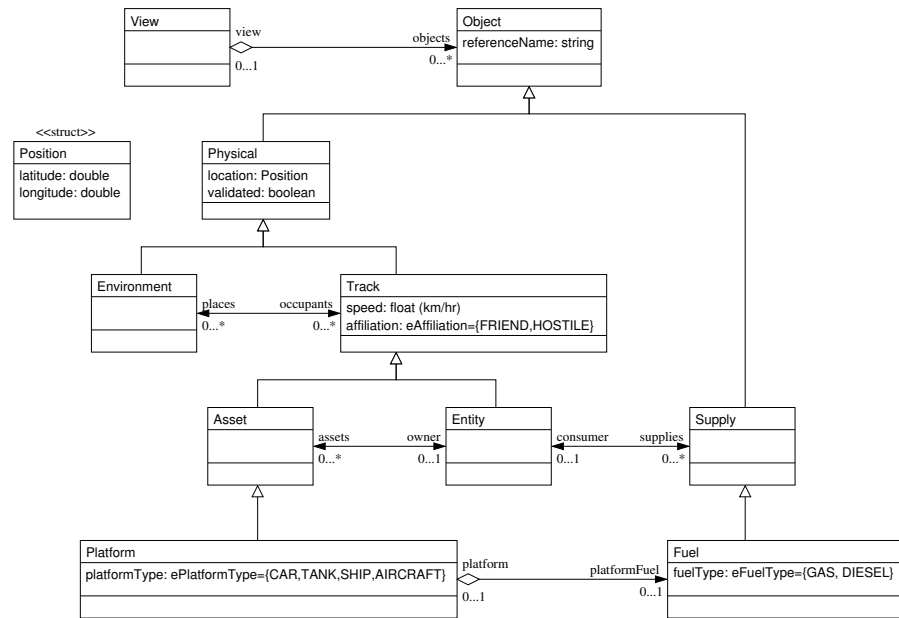 View
Object
view
objects
referenceName: string
0...1
0...*
<<struct>>
Position
Physical
latitude: double
longitude: double
location: Position
validated: boolean
Environment
Track
places
occupants
speed: float (km/hr)
0...*
0...*
affiliation: eAffiliation={FRIEND,HOSTILE}
Asset
Entity
Supply
assets
owner
consumer
supplies
0...*
0...1
0...1
0...*
Platform
Fuel
platformType: ePlatformType={CAR,TANK,SHIP,AIRCRAFT}
platform
platformFuel
fuelType: eFuelType={GAS, DIESEL}
0...1
0...1